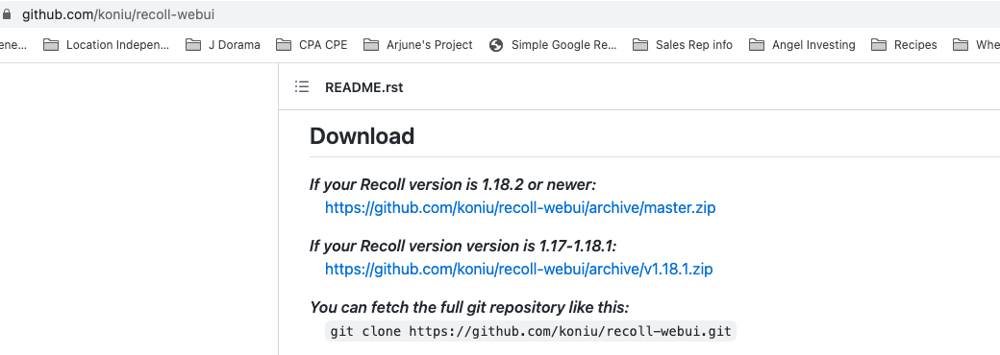 github.com/koniu/recoll-webui
ene... Location Indepen... J Dorama CPA CPE Arjune's Project Simple Google Re... Sales Rep info Angel Investing Recipes Whe
README.rst
Download
If your Recoll version is 1.18.2 or newer:
https://github.com/koniu/recoll-webui/archive/master.zip
If your Recoll version version is 1.17-1.18.1:
https://github.com/koniu/recoll-webui/archive/v1.18.1.zip
You can fetch the full git repository like this:
git clone https://github.com/koniu/recoll-webui.git